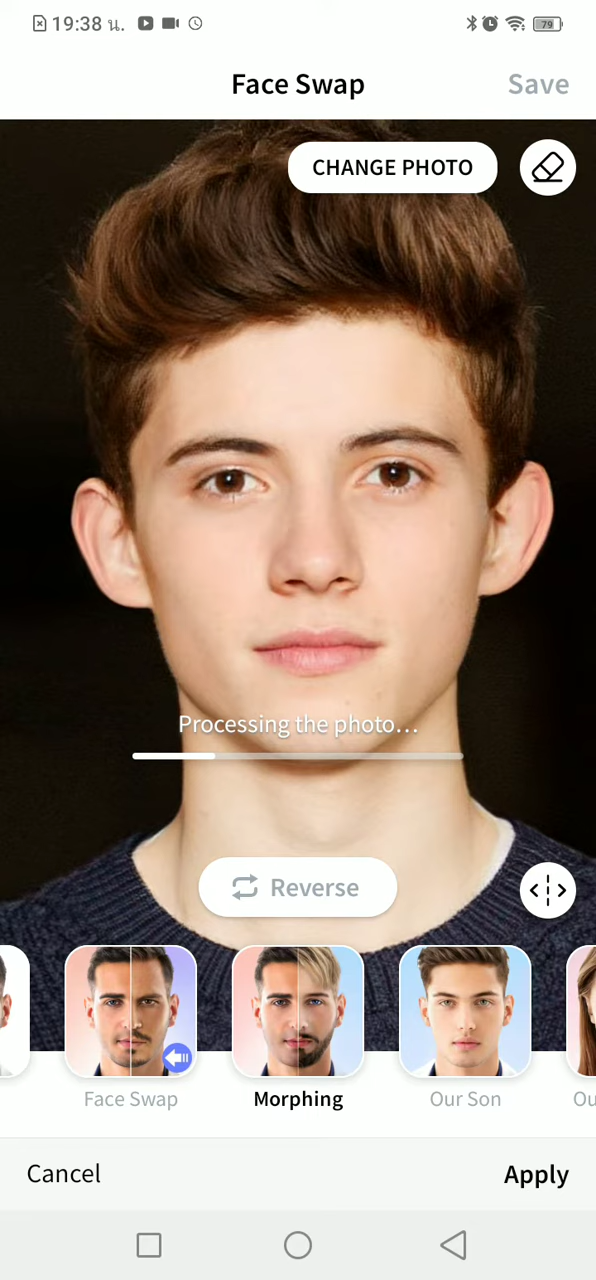 19:38 น.
79
Face Swap
Save
CHANGE PHOTO
Processing the photo...
Reverse
Face Swap
Morphing
Our Son
Ou
Cancel
Apply